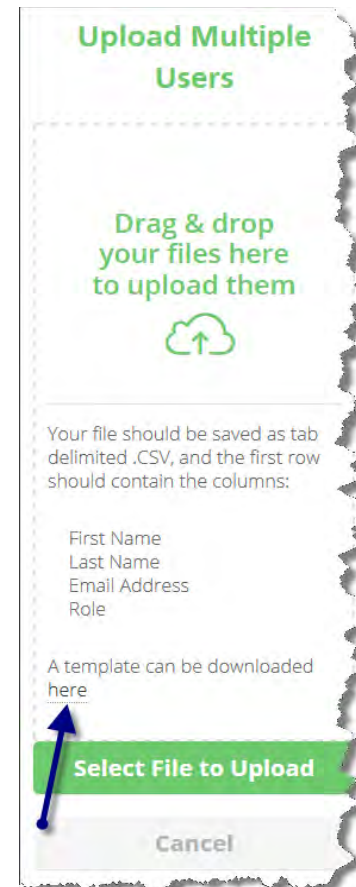 Upload Multiple
Users
Drag & drop
your files here
to upload them
Your file should be saved as tab
delimited .CSV, and the first row
should contain the columns:
First Name
Last Name
Email Address
Role
A template can be downloaded
here
Select File to Upload
Cancel